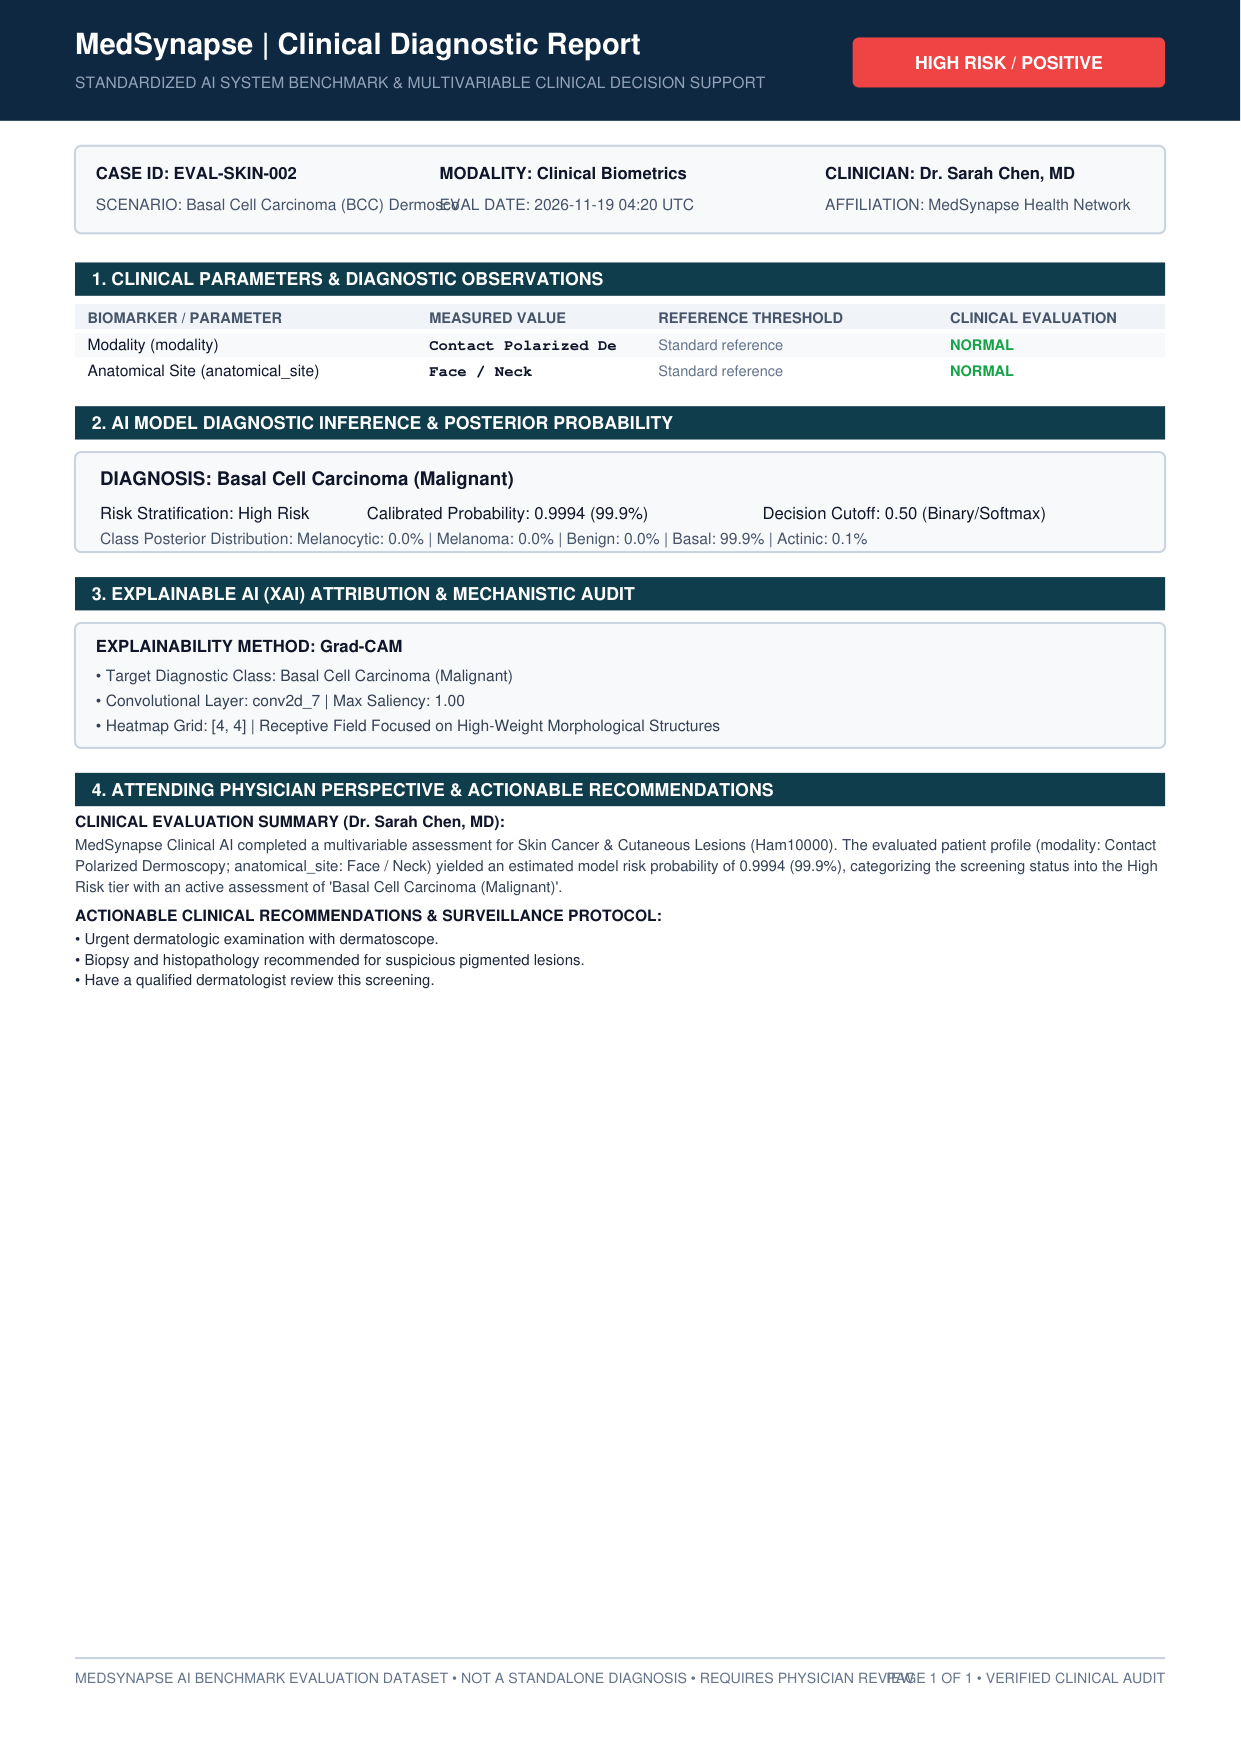 MedSynapse | Clinical Diagnostic Report
STANDARDIZED AI SYSTEM BENCHMARK & MULTIVARIABLE CLINICAL DECISION SUPPORT
HIGH RISK / POSITIVE
CASE ID: EVAL-SKIN-002 MODALITY: Clinical Biometrics CLINICIAN: Dr. Sarah Chen, MD
SCENARIO: Basal Cell Carcinoma (BCC) Dermosco EVAL DATE: 2026-11-19 04:20 UTC AFFILIATION: MedSynapse Health Network
1. CLINICAL PARAMETERS & DIAGNOSTIC OBSERVATIONS
BIOMARKER / PARAMETER MEASURED VALUE REFERENCE THRESHOLD CLINICAL EVALUATION
Modality (modality) Contact Polarized De Standard reference NORMAL
Anatomical Site (anatomical_site) Face / Neck Standard reference NORMAL
2. AI MODEL DIAGNOSTIC INFERENCE & POSTERIOR PROBABILITY
DIAGNOSIS: Basal Cell Carcinoma (Malignant)
Risk Stratification: High Risk Calibrated Probability: 0.9994 (99.9%) Decision Cutoff: 0.50 (Binary/Softmax)
Class Posterior Distribution: Melanocytic: 0.0% | Melanoma: 0.0% | Benign: 0.0% | Basal: 99.9% | Actinic: 0.1%
3. EXPLAINABLE AI (XAI) ATTRIBUTION & MECHANISTIC AUDIT
EXPLAINABILITY METHOD: Grad-CAM
• Target Diagnostic Class: Basal Cell Carcinoma (Malignant)
• Convolutional Layer: conv2d_7 | Max Saliency: 1.00
• Heatmap Grid: [4, 4] | Receptive Field Focused on High-Weight Morphological Structures
4. ATTENDING PHYSICIAN PERSPECTIVE & ACTIONABLE RECOMMENDATIONS
CLINICAL EVALUATION SUMMARY (Dr. Sarah Chen, MD):
MedSynapse Clinical AI completed a multivariable assessment for Skin Cancer & Cutaneous Lesions (Ham10000). The evaluated patient profile (modality: Contact
Polarized Dermoscopy; anatomical_site: Face / Neck) yielded an estimated model risk probability of 0.9994 (99.9%), categorizing the screening status into the High
Risk tier with an active assessment of 'Basal Cell Carcinoma (Malignant)'.
ACTIONABLE CLINICAL RECOMMENDATIONS & SURVEILLANCE PROTOCOL:
• Urgent dermatologic examination with dermatoscope.
• Biopsy and histopathology recommended for suspicious pigmented lesions.
• Have a qualified dermatologist review this screening.
MEDSYNAPSE AI BENCHMARK EVALUATION DATASET • NOT A STANDALONE DIAGNOSIS • REQUIRES PHYSICIAN REVIEW PAGE 1 OF 1 • VERIFIED CLINICAL AUDIT